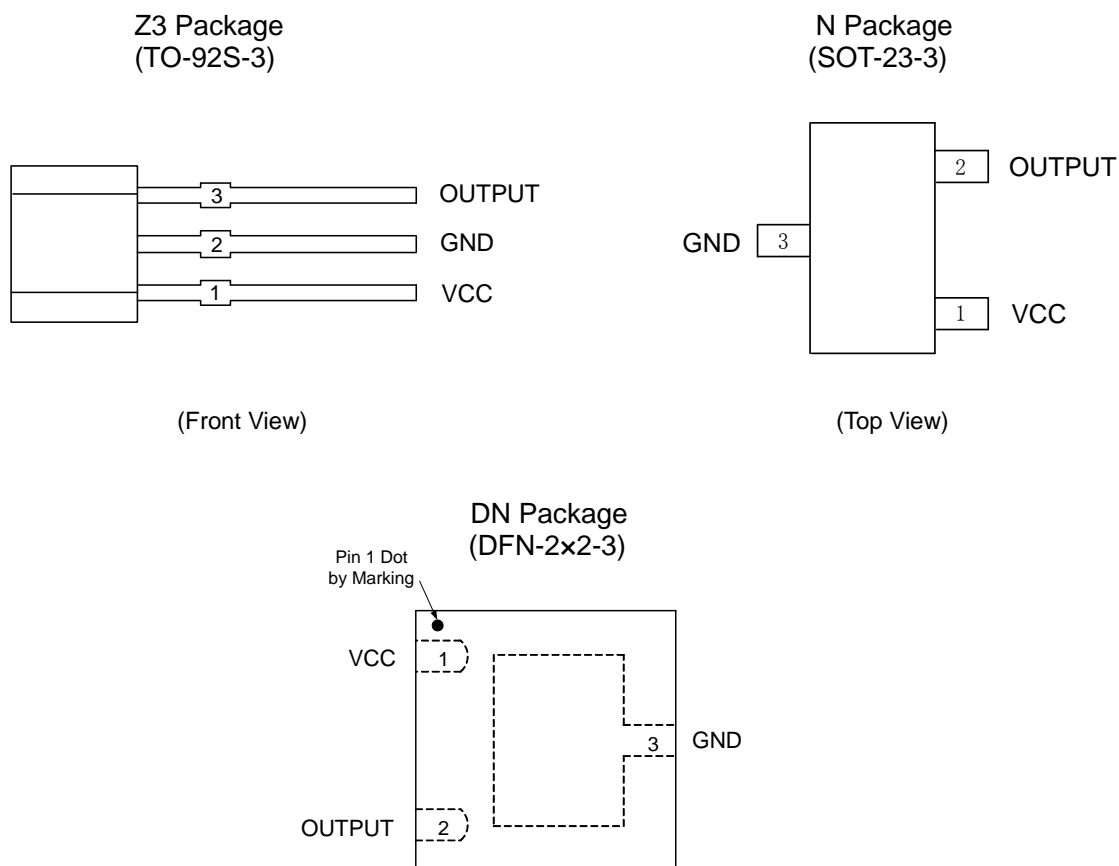 Z3 Package
(TO-92S-3)
3
OUTPUT
2
GND
1
VCC
(Front View)
N Package
(SOT-23-3)
2
OUTPUT
GND
3
1
VCC
(Top View)
DN Package
(DFN-2×2-3)
Pin 1 Dot
by Marking
VCC
1
3
GND
OUTPUT
2